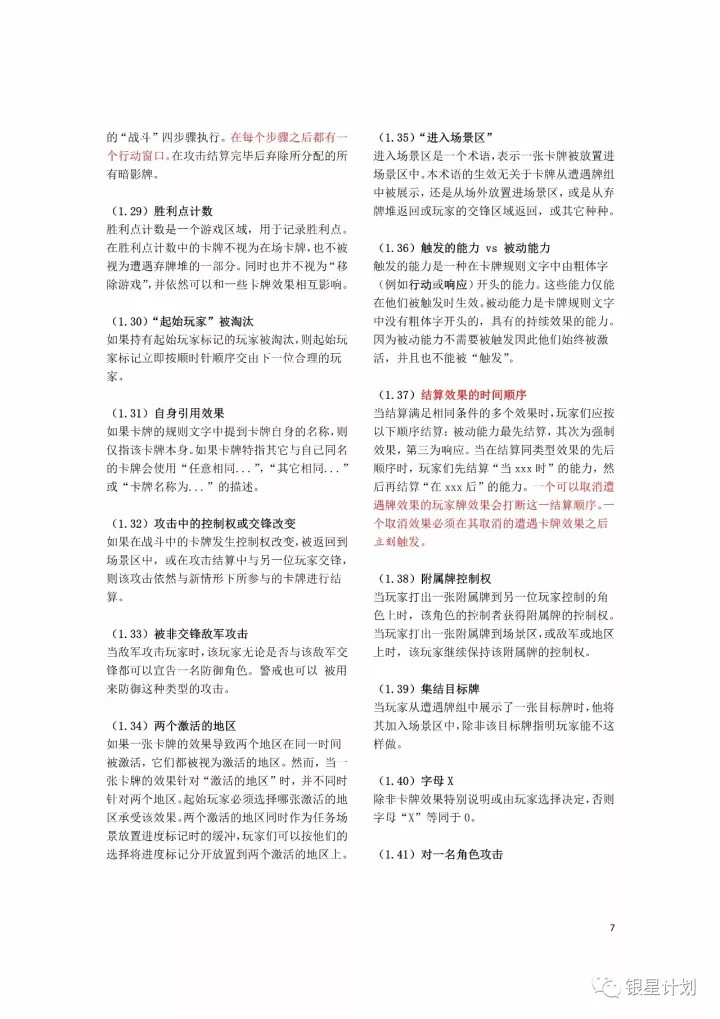 的“战斗”四步骤执行。在每个步骤之后都有一
个行动窗口。在攻击结算完毕后弃除所分配的所
有暗影牌。
（1.29）胜利点计数
胜利点计数是一个游戏区域，用于记录胜利点。
在胜利点计数中的卡牌不视为在场卡牌，也不被
视为遭遇弃牌堆的一部分。同时也并不视为“移
除游戏”，并依然可以和一些卡牌效果相互影响。
（1.30）“起始玩家”被淘汰
如果持有起始玩家标记的玩家被淘汰，则起始玩
家标记立即按顺时针顺序交由下一位合理的玩
家。
（1.31）自身引用效果
如果卡牌的规则文字中提到卡牌自身的名称，则
仅指该卡牌本身。如果卡牌特指其它与自己同名
的卡牌会使用“任意相同...”，“其它相同...”
或“卡牌名称为...”的描述。
（1.32）攻击中的控制权或交锋改变
如果在战斗中的卡牌发生控制权改变，被返回到
场景区中，或在攻击结算中与另一位玩家交锋，
则该攻击依然与新情形下所参与的卡牌进行结
算。
（1.33）被非交锋敌军攻击
当敌军攻击玩家时，该玩家无论是否与该敌军交
锋都可以宣告一名防御角色。警戒也可以 被用
来防御这种类型的攻击。
（1.34）两个激活的地区
如果一张卡牌的效果导致两个地区在同一时间
被激活，它们都被视为激活的地区。然而，当一
张卡牌的效果针对“激活的地区”时，并不同时
针对两个地区。起始玩家必须选择哪张激活的地
区承受该效果。两个激活的地区同时作为任务场
景放置进度标记时的缓冲，玩家们可以按他们的
选择将进度标记分开放置到两个激活的地区上。
（1.35）“进入场景区”
进入场景区是一个术语，表示一张卡牌被放置进
场景区中。本术语的生效无关于卡牌从遭遇牌组
中被展示，还是从场外放置进场景区，或是从弃
牌堆返回或玩家的交锋区域返回，或其它种种。
（1.36）触发的能力 vs 被动能力
触发的能力是一种在卡牌规则文字中由粗体字
（例如行动或响应）开头的能力。这些能力仅能
在他们被触发时生效。被动能力是卡牌规则文字
中没有粗体字开头的，具有的持续效果的能力。
因为被动能力不需要被触发因此他们始终被激
活，并且也不能被“触发”。
（1.37）结算效果的时间顺序
当结算满足相同条件的多个效果时，玩家们应按
以下顺序结算：被动能力最先结算，其次为强制
效果，第三为响应。当在结算同类型效果的先后
顺序时，玩家们先结算“当 xxx 时”的能力，然
后再结算“在 xxx 后”的能力。一个可以取消遭
遇牌效果的玩家牌效果会打断这一结算顺序。一
个取消效果必须在其取消的遭遇卡牌效果之后
立刻触发。
（1.38）附属牌控制权
当玩家打出一张附属牌到另一位玩家控制的角
色上时，该角色的控制者获得附属牌的控制权。
当玩家打出一张附属牌到场景区，或敌军或地区
上时，该玩家继续保持该附属牌的控制权。
（1.39）集结目标牌
当玩家从遭遇牌组中展示了一张目标牌时，他将
其加入场景区中，除非该目标牌指明玩家能不这
样做。
（1.40）字母 X
除非卡牌效果特别说明或由玩家选择决定，否则
字母“X”等同于 0。
（1.41）对一名角色攻击
7
银星计划